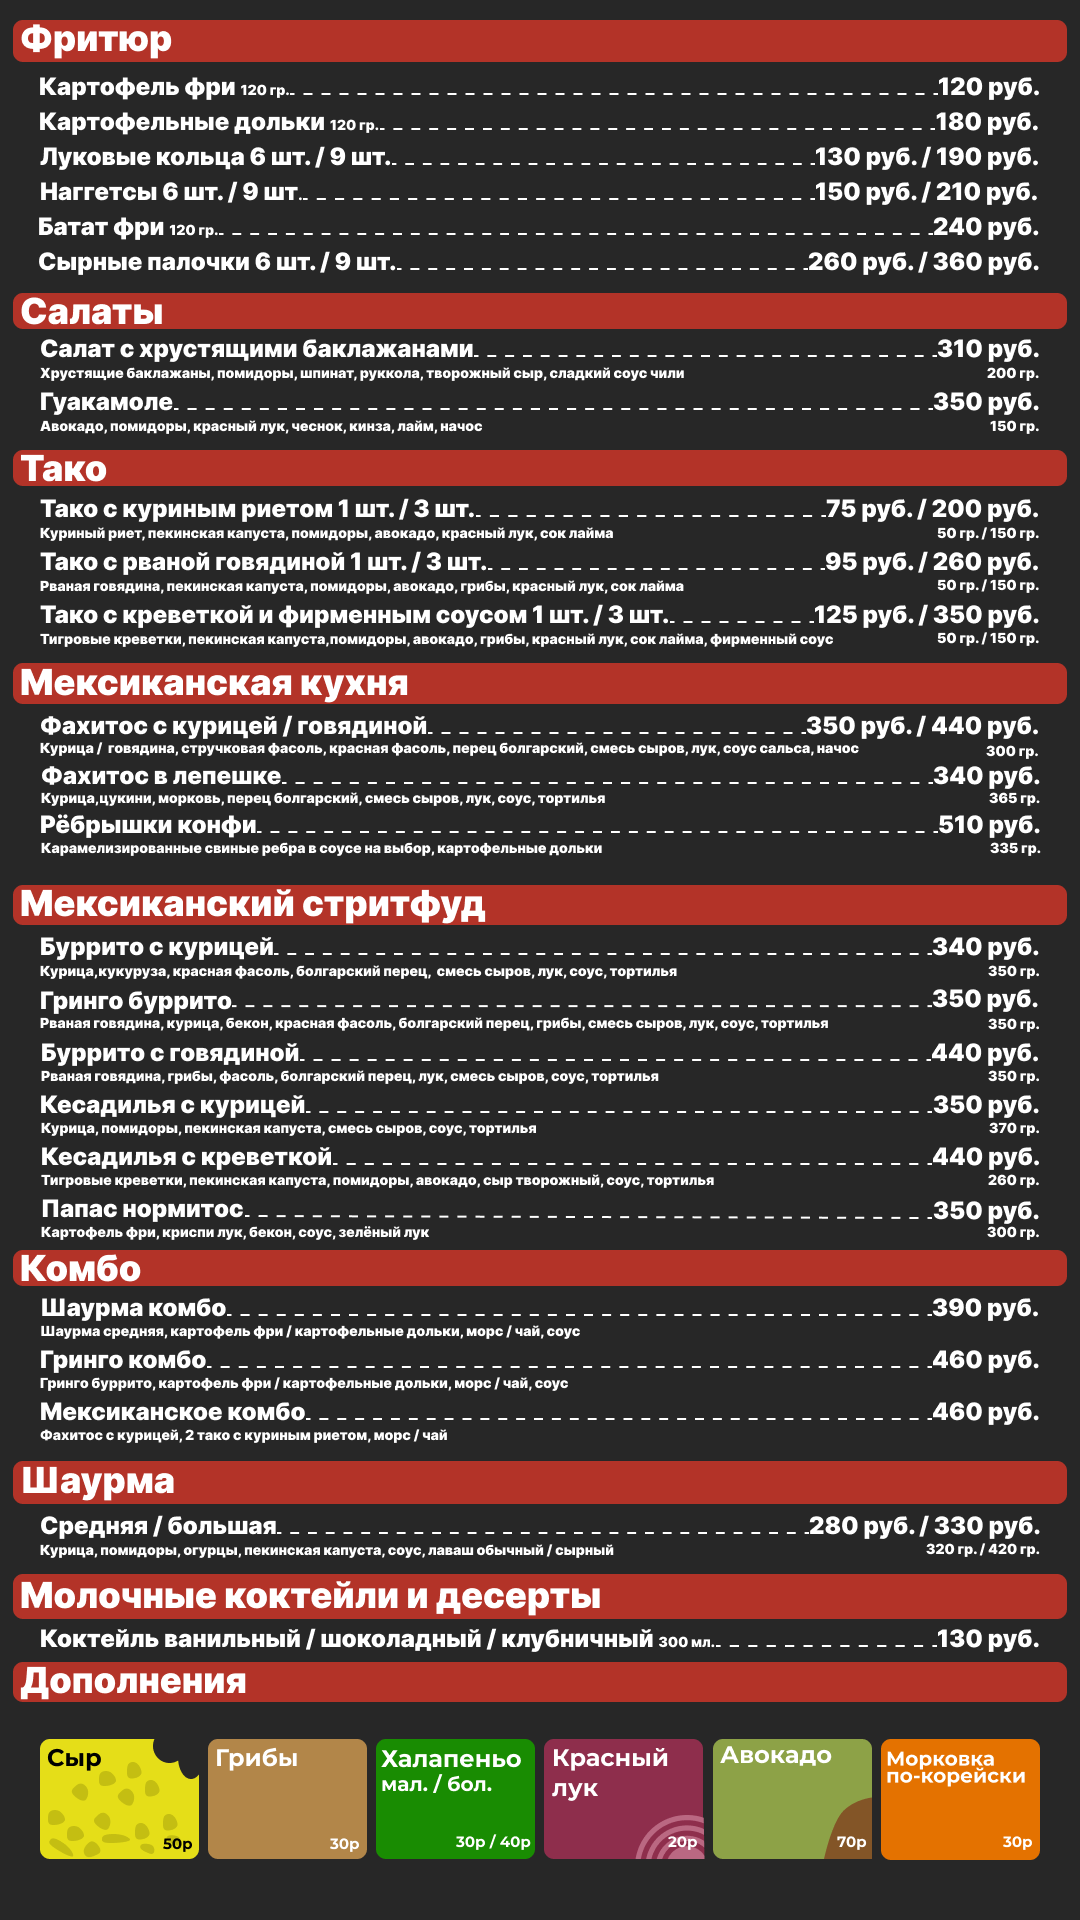 Фритюр
Картофель фри 120 гр. 120 руб.
Картофельные дольки 120 гр. 180 руб.
Луковые кольца 6 шт. / 9 шт. 130 руб. / 190 руб.
Наггетсы 6 шт. / 9 шт. 150 руб. / 210 руб.
Батат фри 120 гр. 240 руб.
Сырные палочки 6 шт. / 9 шт. 260 руб. / 360 руб.
Салаты
Салат с хрустящими баклажанами 310 руб.
Хрустящие баклажаны, помидоры, шпинат, руккола, творожный сыр, сладкий соус чили 200 гр.
Гуакамоле 350 руб.
Авокадо, помидоры, красный лук, чеснок, кинза, лайм, начос 150 гр.
Тако
Тако с куриным риетом 1 шт. / 3 шт. 75 руб. / 200 руб.
Куриный риет, пекинская капуста, помидоры, авокадо, красный лук, сок лайма 50 гр. / 150 гр.
Тако с рваной говядиной 1 шт. / 3 шт. 95 руб. / 260 руб.
Рваная говядина, пекинская капуста, помидоры, авокадо, грибы, красный лук, сок лайма 50 гр. / 150 гр.
Тако с креветкой и фирменным соусом 1 шт. / 3 шт. 125 руб. / 350 руб.
Тигровые креветки, пекинская капуста,помидоры, авокадо, грибы, красный лук, сок лайма, фирменный соус 50 гр. / 150 гр.
Мексиканская кухня
Фахитос с курицей / говядиной 350 руб. / 440 руб.
Курица / говядина, стручковая фасоль, красная фасоль, перец болгарский, смесь сыров, лук, соус сальса, начос 300 гр.
Фахитос в лепешке 340 руб.
Курица,цукини, морковь, перец болгарский, смесь сыров, лук, соус, тортилья 365 гр.
Рёбрышки конфи 510 руб.
Карамелизированные свиные ребра в соусе на выбор, картофельные дольки 335 гр.
Мексиканский стритфуд
Буррито с курицей 340 руб.
Курица,кукуруза, красная фасоль, болгарский перец, смесь сыров, лук, соус, тортилья 350 гр.
Гринго буррито 350 руб.
Рваная говядина, курица, бекон, красная фасоль, болгарский перец, грибы, смесь сыров, лук, соус, тортилья 350 гр.
Буррито с говядиной 440 руб.
Рваная говядина, грибы, фасоль, болгарский перец, лук, смесь сыров, соус, тортилья 350 гр.
Кесадилья с курицей 350 руб.
Курица, помидоры, пекинская капуста, смесь сыров, соус, тортилья 370 гр.
Кесадилья с креветкой 440 руб.
Тигровые креветки, пекинская капуста, помидоры, авокадо, сыр творожный, соус, тортилья 260 гр.
Папас нормитос 350 руб.
Картофель фри, криспи лук, бекон, соус, зелёный лук 300 гр.
Комбо
Шаурма комбо 390 руб.
Шаурма средняя, картофель фри / картофельные дольки, морс / чай, соус
Гринго комбо 460 руб.
Гринго буррито, картофель фри / картофельные дольки, морс / чай, соус
Мексиканское комбо 460 руб.
Фахитос с курицей, 2 тако с куриным риетом, морс / чай
Шаурма
Средняя / большая 280 руб. / 330 руб.
Курица, помидоры, огурцы, пекинская капуста, соус, лаваш обычный / сырный 320 гр. / 420 гр.
Молочные коктейли и десерты
Коктейль ванильный / шоколадный / клубничный 300 мл. 130 руб.
Дополнения
Сыр
50р
Грибы
30р
Халапеньо
мал. / бол.
30р / 40р
Красный
лук
20р
Авокадо
70р
Морковка
по-корейски
30р